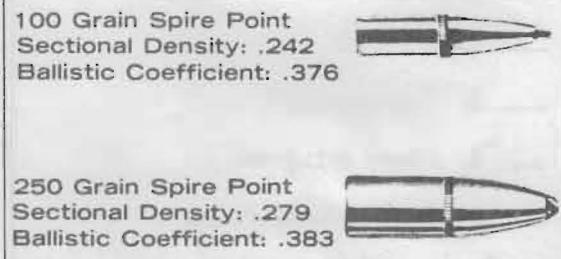 100 Grain Spire Point
Sectional Density: .242
Ballistic Coefficient: .376
250 Grain Spire Point
Sectional Density: .279
Ballistic Coefficient: .383